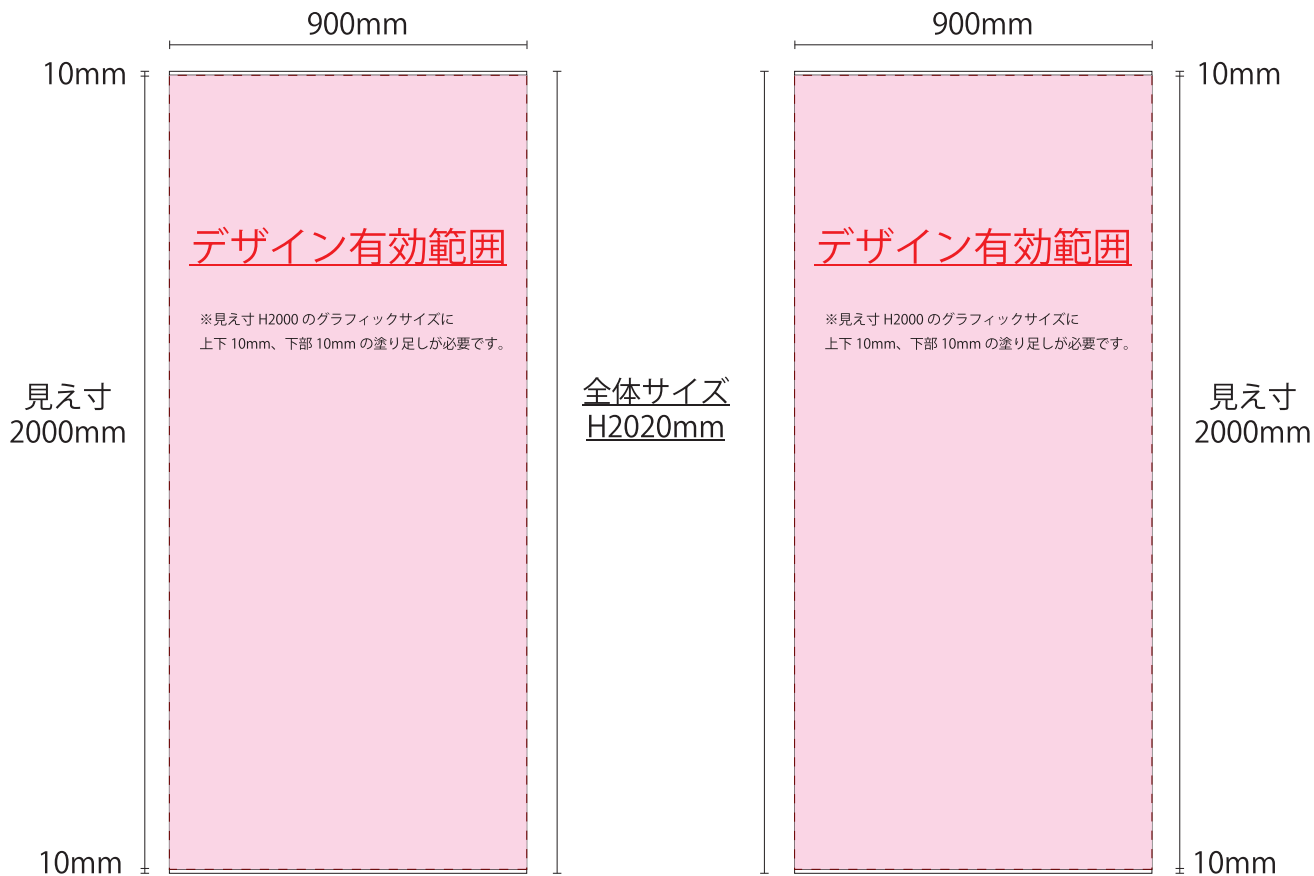 900mm
900mm
10mm
10mm
デザイン有効範囲
デザイン有効範囲
※見え寸 H2000 のグラフィックサイズに
上下 10mm、下部 10mm の塗り足しが必要です。
※見え寸 H2000 のグラフィックサイズに
上下 10mm、下部 10mm の塗り足しが必要です。
見え寸
2000mm
全体サイズ
H2020mm
見え寸
2000mm
10mm
10mm